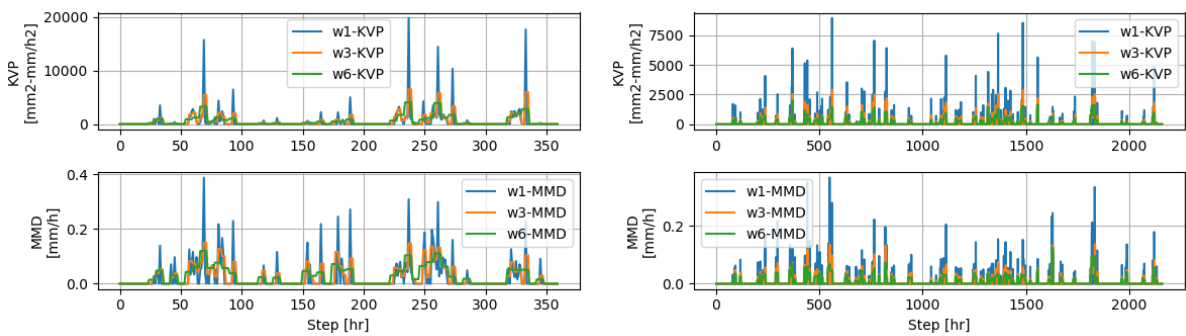 20000
10000
0
KVP
[mm2-mm/h2]
w1-KVP
w3-KVP
w6-KVP
0 50 100 150 200 250 300 350
7500
5000
2500
0
KVP
[mm2-mm/h2]
w1-KVP
w3-KVP
w6-KVP
0 500 1000 1500 2000
0.4
0.2
0.0
MMD
[mm/h]
w1-MMD
w3-MMD
w6-MMD
0 50 100 150 200 250 300 350
Step [hr]
0.2
0.0
MMD
[mm/h]
w1-MMD
w3-MMD
w6-MMD
0 500 1000 1500 2000
Step [hr]